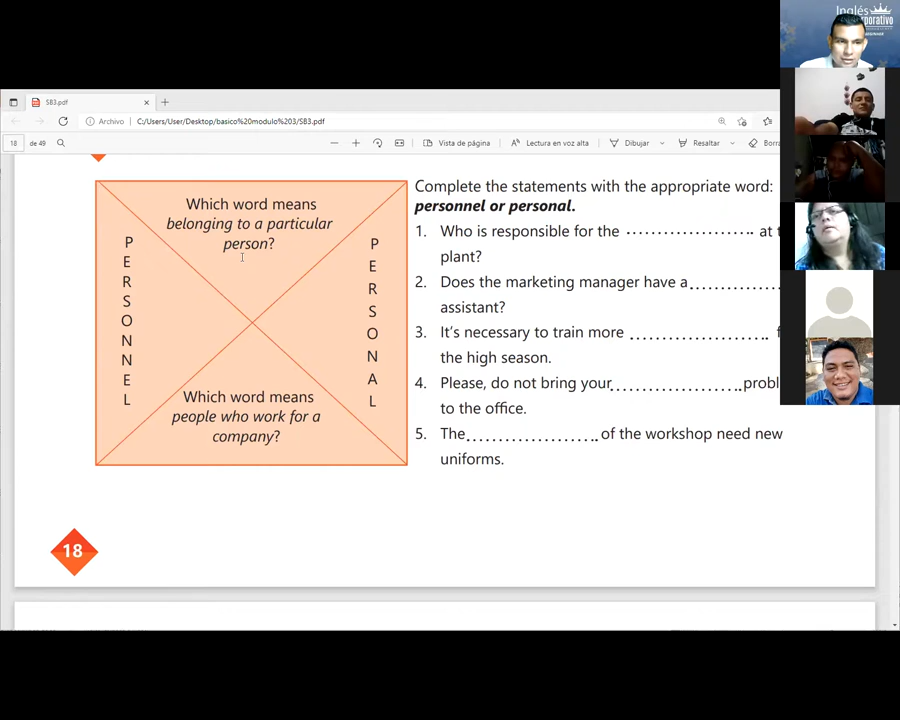 Inglés
SB3.pdf
Archivo
C:/Users/User/Desktop/basico%20modulo%203/SB3.pdf
18
de 49
Vista de página
A
Lectura en voz alta
Dibujar
Resaltar
Which word means
belonging to a particular
person?
PERSONNEL
PERSONAL
Which word means
people who work for a
company?
Complete the statements with the appropriate word:
personnel or personal.
1. Who is responsible for the .................... at
plant?
2. Does the marketing manager have a..............
assistant?
3. It's necessary to train more .....................
the high season.
4. Please, do not bring your.....................
to the office.
5. The.....................of the workshop need new
uniforms.
18